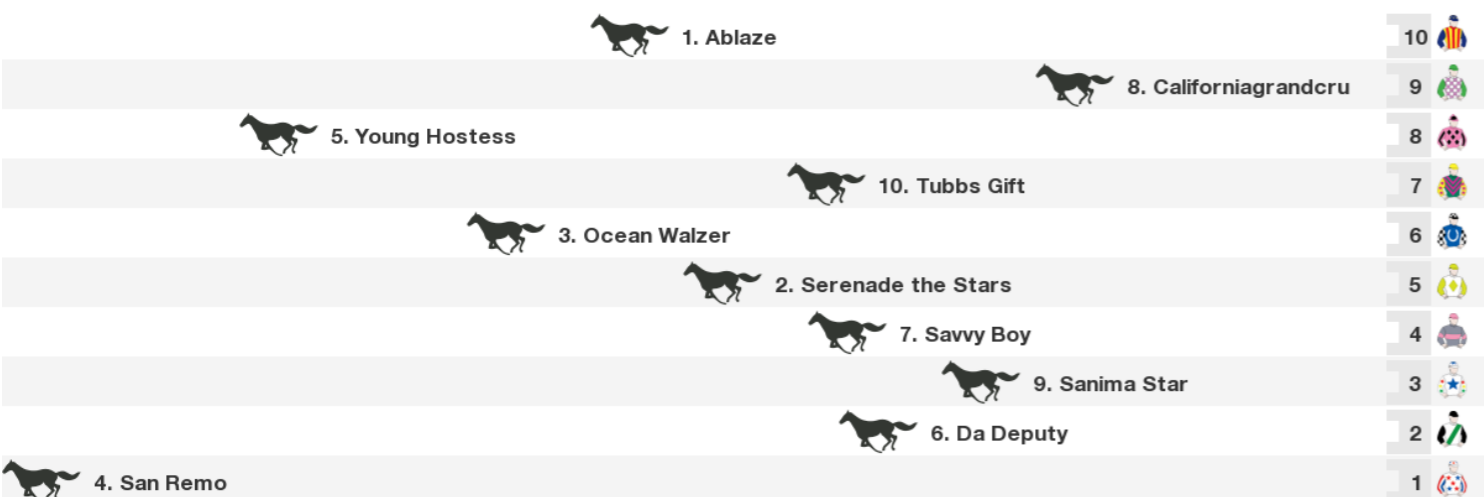 1. Ablaze 10
8. Californiagrandcru 9
5. Young Hostess 8
10. Tubbs Gift 7
3. Ocean Walzer 6
2. Serenade the Stars 5
7. Savvy Boy 4
9. Sanima Star 3
6. Da Deputy 2
4. San Remo 1